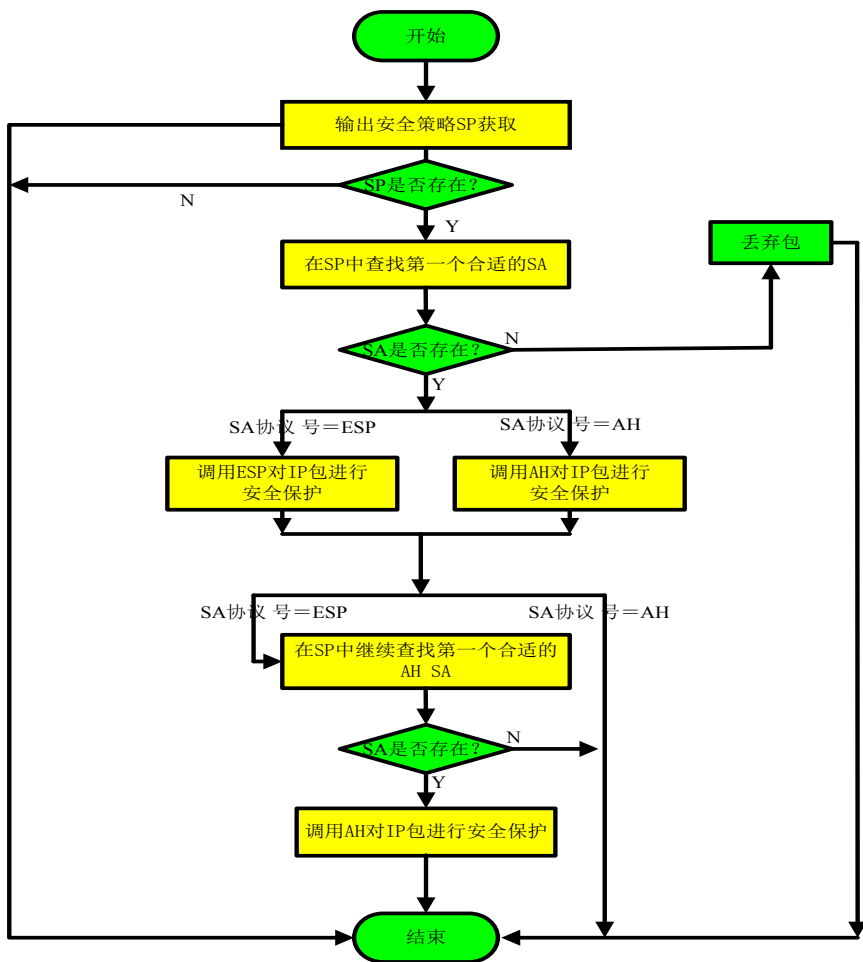 开始
输出安全策略SP获取
SP是否存在?
N
Y
丢弃包
在SP中查找第一个合适的SA
SA是否存在?
N
Y
SA协议 号＝ESP
SA协议 号＝AH
调用ESP对IP包进行
安全保护
调用AH对IP包进行
安全保护
SA协议 号＝ESP
SA协议 号＝AH
在SP中继续查找第一个合适的
AH SA
SA是否存在?
N
Y
调用AH对IP包进行安全保护
结束